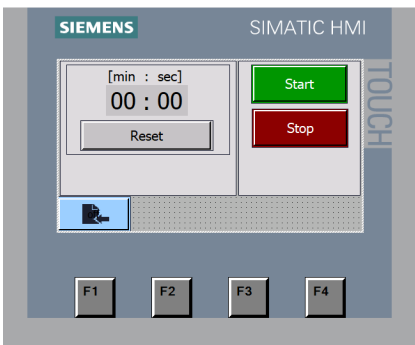 SIEMENS
SIMATIC HMI
TOUCH
[min : sec]
00 : 00
Reset
Start
Stop
F1
F2
F3
F4